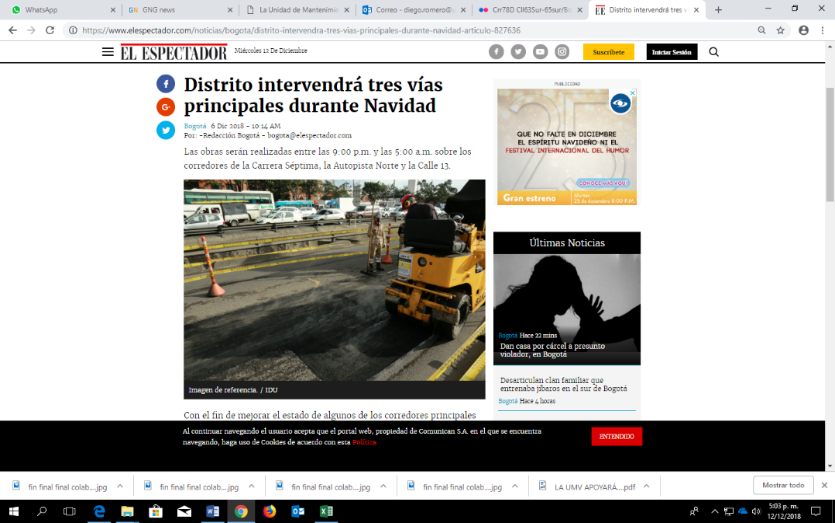 WhatsApp
GNG news
La Unidad de Mantenimie
Correo - diego.romero@
Crr78D Cll63Sur-65sur/B
Distrito intervendrá tres v
https://www.elespectador.com/noticias/bogota/distrito-intervendra-tres-vias-principales-durante-navidad-articulo-827636
EL ESPECTADOR
Miércoles 12 De Diciembre
Suscríbete
Iniciar Sesión
Distrito intervendrá tres vías
principales durante Navidad
Bogotá 6 Dic 2018 - 10:14 AM
Por: -Redacción Bogotá - bogota@elespectador.com
Las obras serán realizadas entre las 9:00 p.m. y las 5:00 a.m. sobre los
corredores de la Carrera Séptima, la Autopista Norte y la Calle 13.
Imagen de referencia. / IDU
Con el fin de mejorar el estado de algunos de los corredores principales
PUBLICIDAD
25
QUE NO FALTE EN DICIEMBRE
EL ESPÍRITU NAVIDEÑO NI EL
FESTIVAL INTERNACIONAL DEL HUMOR
CONOCE MÁS AQUÍ
Gran estreno
25 de diciembre 8:00 P.M.
Últimas Noticias
Bogotá Hace 22 mins
Dan casa por cárcel a presunto
violador, en Bogotá
Desarticulan clan familiar que
entrenaba jíbaros en el sur de Bogotá
Bogotá Hace 4 horas
Al continuar navegando el usuario acepta que el portal web, propiedad de Comunican S.A. en el que se encuentra
navegando, haga uso de Cookies de acuerdo con esta Política
ENTENDIDO
fin final final colab....jpg
fin final final colab....jpg
fin final final colab....jpg
fin final final colab....jpg
LA UMV APOYARÁ....pdf
Mostrar todo
5:03 p. m.
12/12/2018